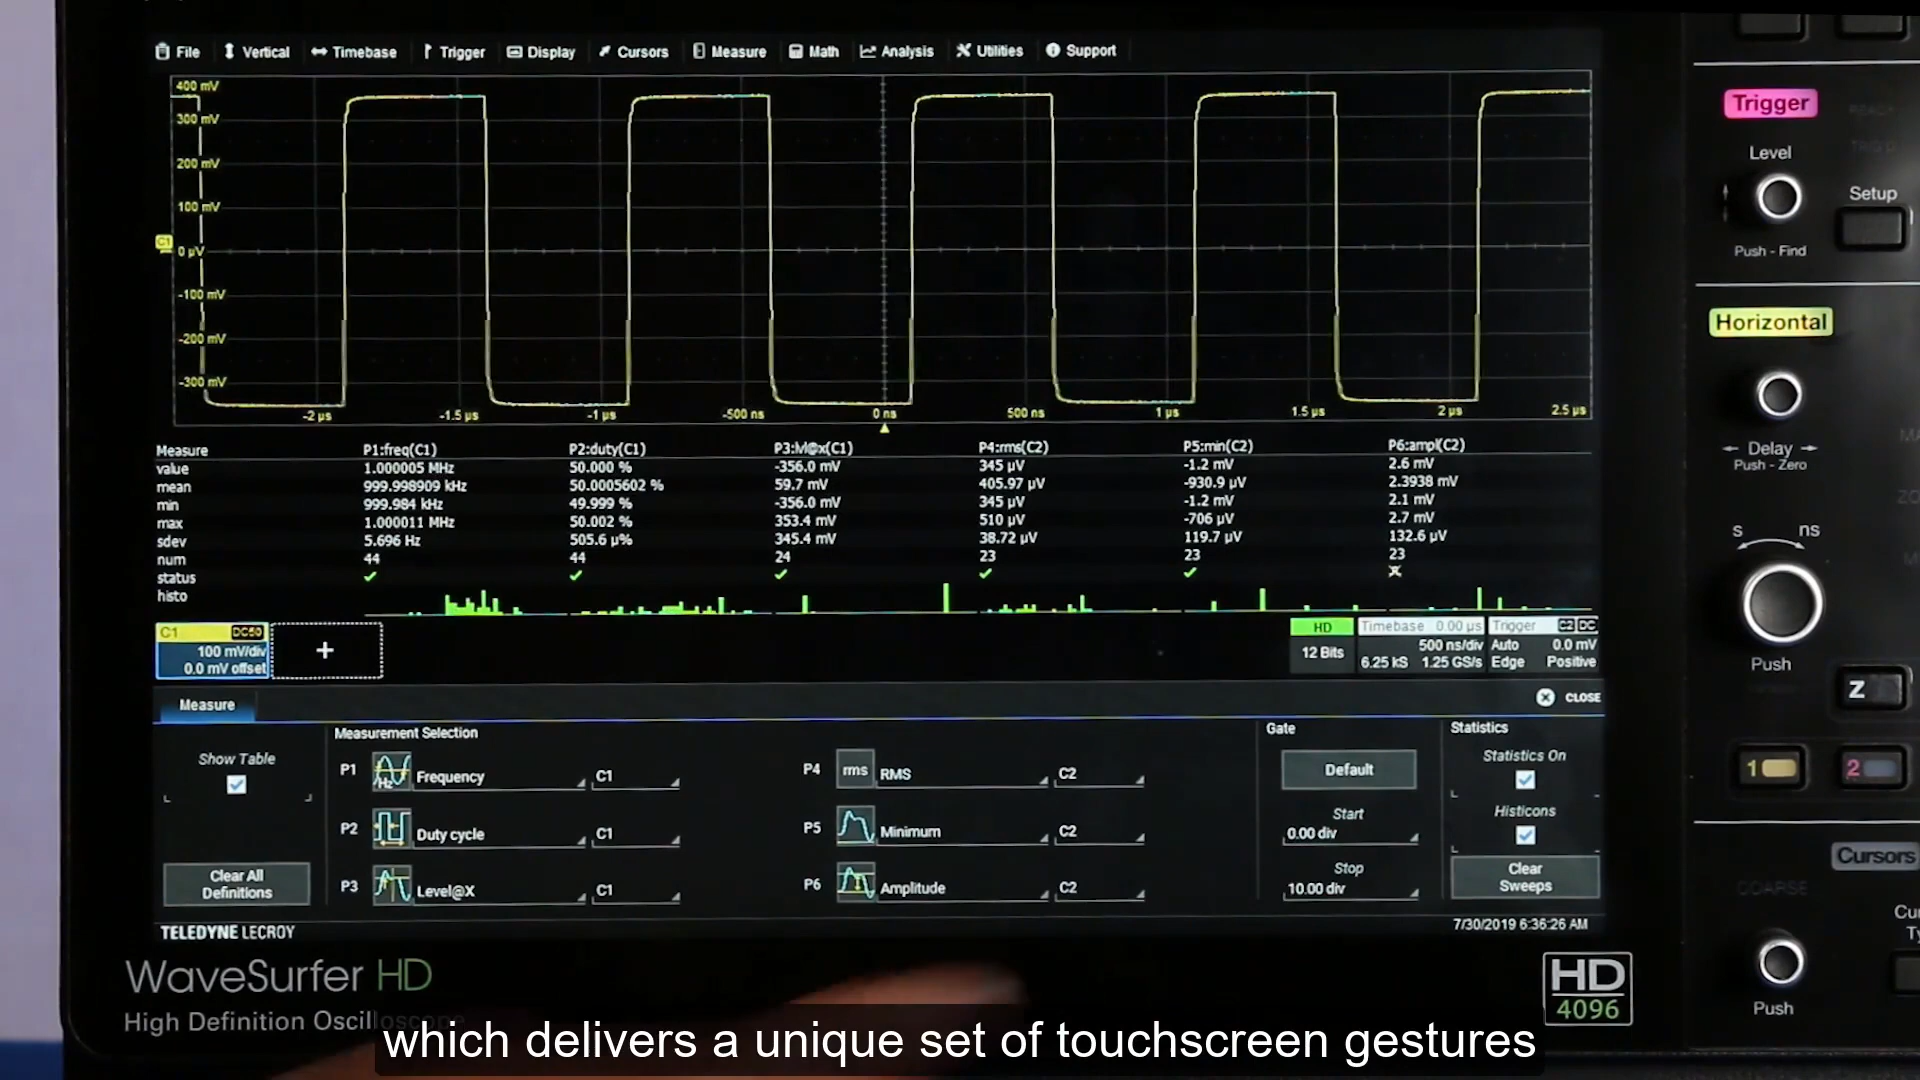 File Vertical Timebase Trigger Display Cursors Measure Math Analysis Utilities Support
400 mV
300 mV
200 mV
100 mV
C1
0 µV
-100 mV
-200 mV
-300 mV
-2 µs -1.5 µs -1 µs -500 ns 0 ns 500 ns 1 µs 1.5 µs 2 µs 2.5 µs
Measure P1:freq(C1) P2:duty(C1) P3:lvl@x(C1) P4:rms(C2) P5:min(C2) P6:ampl(C2)
value 1.000005 MHz 50.000 % -356.0 mV 345 µV -1.2 mV 2.6 mV
mean 999.998909 kHz 50.0005602 % 59.7 mV 405.97 µV -930.9 µV 2.3938 mV
min 999.984 kHz 49.999 % -356.0 mV 345 µV -1.2 mV 2.1 mV
max 1.000011 MHz 50.002 % 353.4 mV 510 µV -706 µV 2.7 mV
sdev 5.696 Hz 505.6 µ% 345.4 mV 38.72 µV 119.7 µV 132.6 µV
num 44 44 24 23 23 23
status
histo
C1 DC50
100 mV/div
0.0 mV offset
+
HD
12 Bits
Timebase 0.00 µs
500 ns/div
6.25 kS 1.25 GS/s
Trigger C2 DC
Auto 0.0 mV
Edge Positive
Measure
CLOSE
Show Table
Clear All
Definitions
Measurement Selection
P1 Hz Frequency C1
P2 Duty cycle C1
P3 Level@X C1
P4 rms RMS C2
P5 Minimum C2
P6 Amplitude C2
Gate
Default
Start
0.00 div
Stop
10.00 div
Statistics
Statistics On
Histicons
Clear
Sweeps
TELEDYNE LECROY
7/30/2019 6:36:26 AM
WaveSurfer HD
High Definition Oscilloscope
HD
4096
Trigger
READY
Level
Setup
Push - Find
Horizontal
Delay
Push - Zero
S ns
Push
Z
1 2
Cursors
COARSE
Push
which delivers a unique set of touchscreen gestures